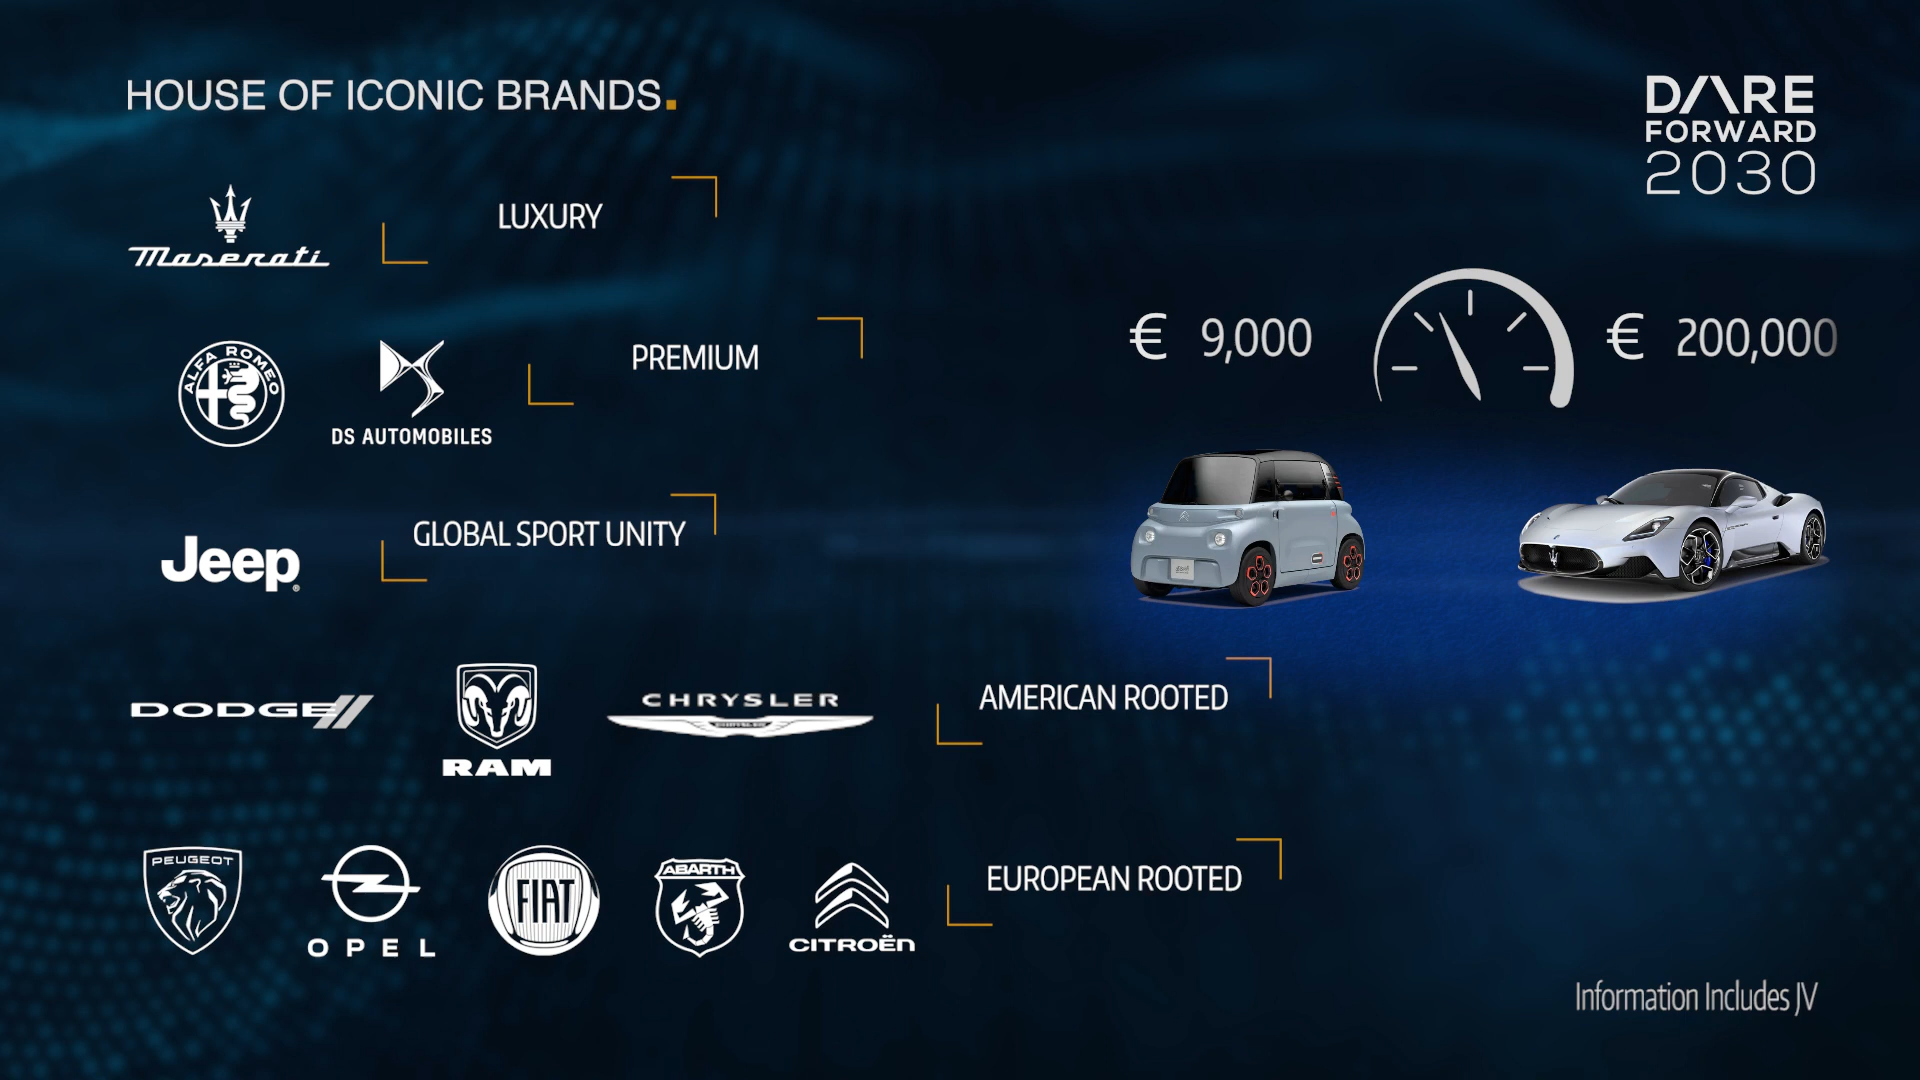 HOUSE OF ICONIC BRANDS.
DARE
FORWARD
2030
Maserati
LUXURY
ALFA ROMEO
DS AUTOMOBILES
PREMIUM
€ 9,000
€ 200,000
Jeep
GLOBAL SPORT UNITY
DODGE
RAM
CHRYSLER
AMERICAN ROOTED
PEUGEOT
OPEL
FIAT
ABARTH
CITROËN
EUROPEAN ROOTED
Information Includes JV